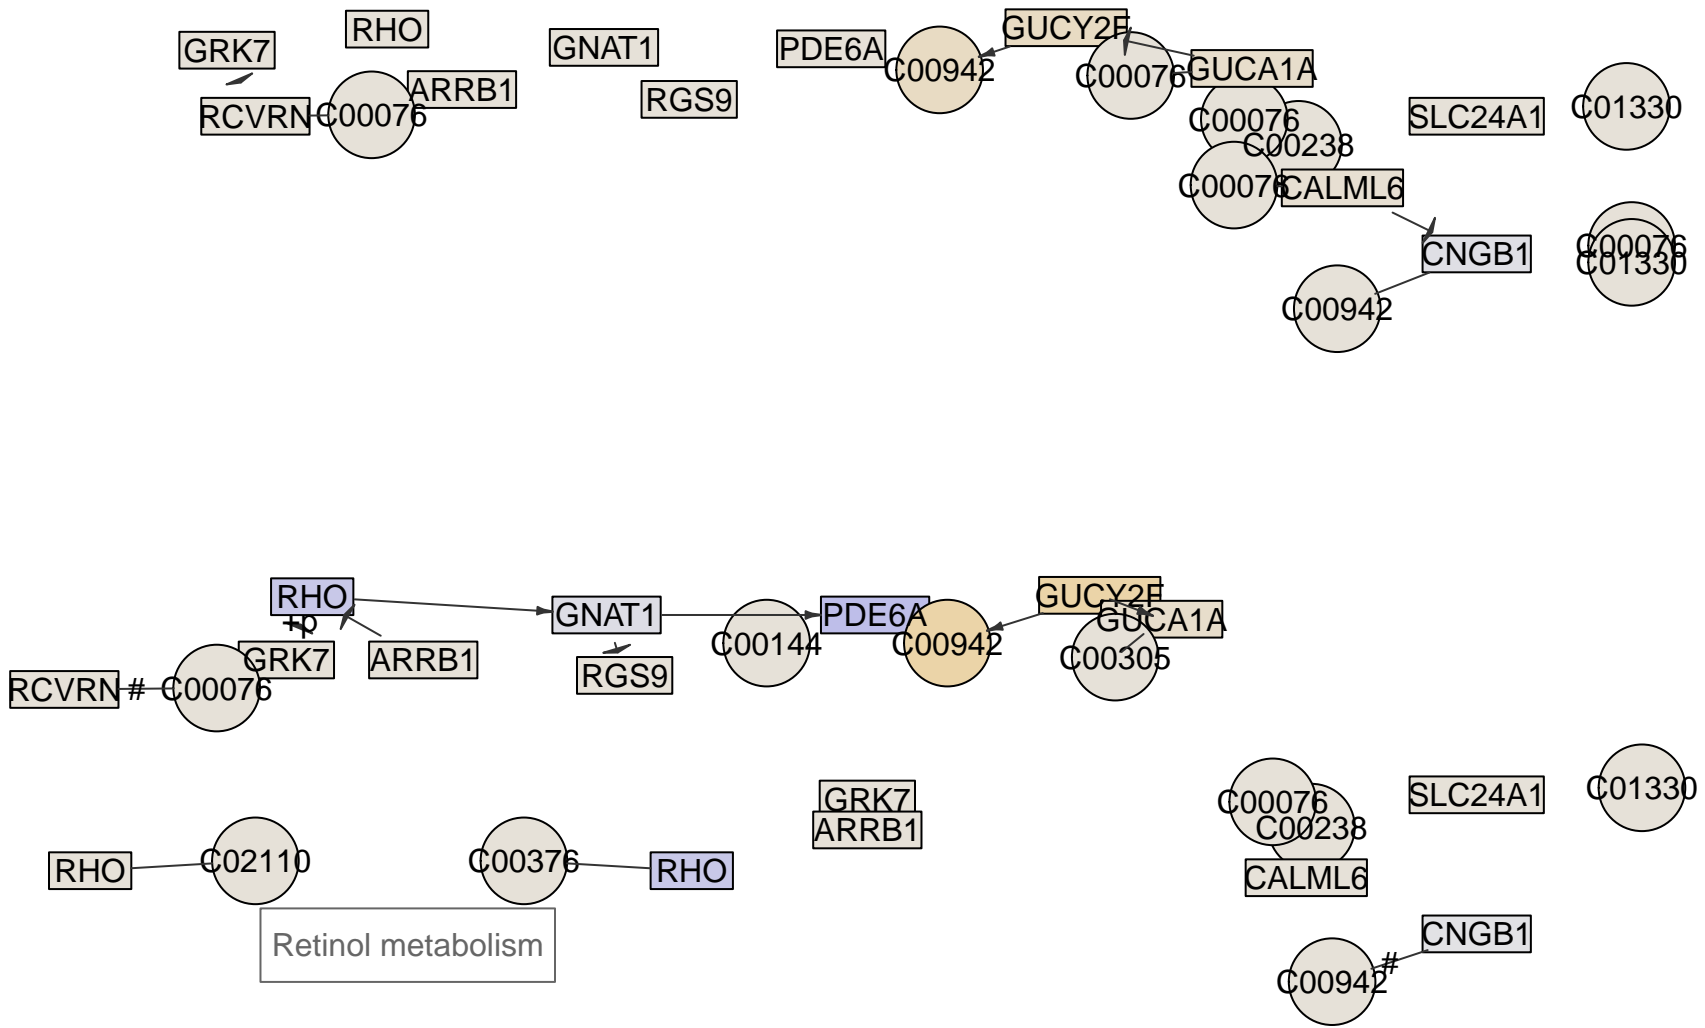 RHO
GRK7
GNAT1
PDE6A
GUCY2F
C00942
C00076
GUCA1A
ARRB1
RGS9
RCVRN
C00076
C00076
SLC24A1
C01330
C00238
C00076
CALML6
CNGB1
C00076
C01330
C00942
RHO
+p
GNAT1
PDE6A
GUCY2F
GUCA1A
GRK7
ARRB1
RGS9
C00144
C00942
C00305
RCVRN
#
C00076
GRK7
ARRB1
C00076
C00238
SLC24A1
C01330
RHO
C02110
C00376
RHO
CALML6
Retinol metabolism
CNGB1
#
C00942